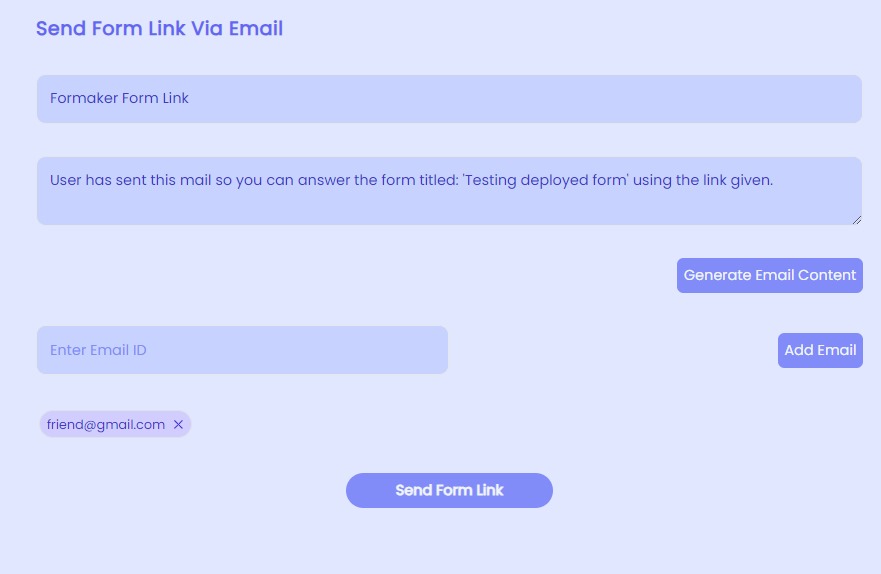 Send Form Link Via Email
Formaker Form Link
User has sent this mail so you can answer the form titled: 'Testing deployed form' using the link given.
Generate Email Content
Enter Email ID
Add Email
friend@gmail.com ×
Send Form Link